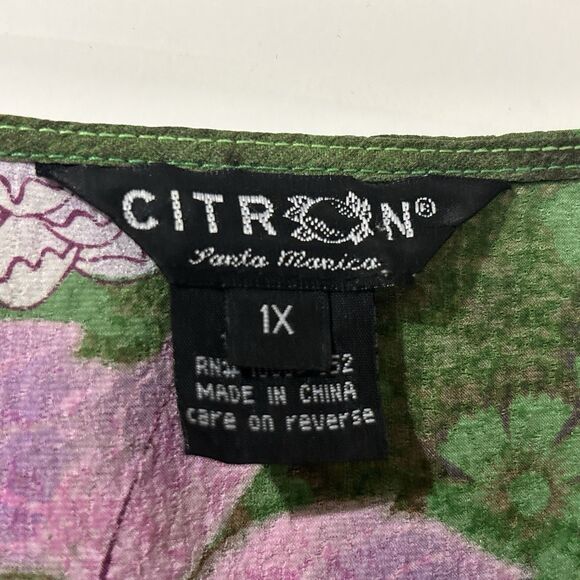 CITRON®
Santa Monica
1X
MADE IN CHINA
care on reverse